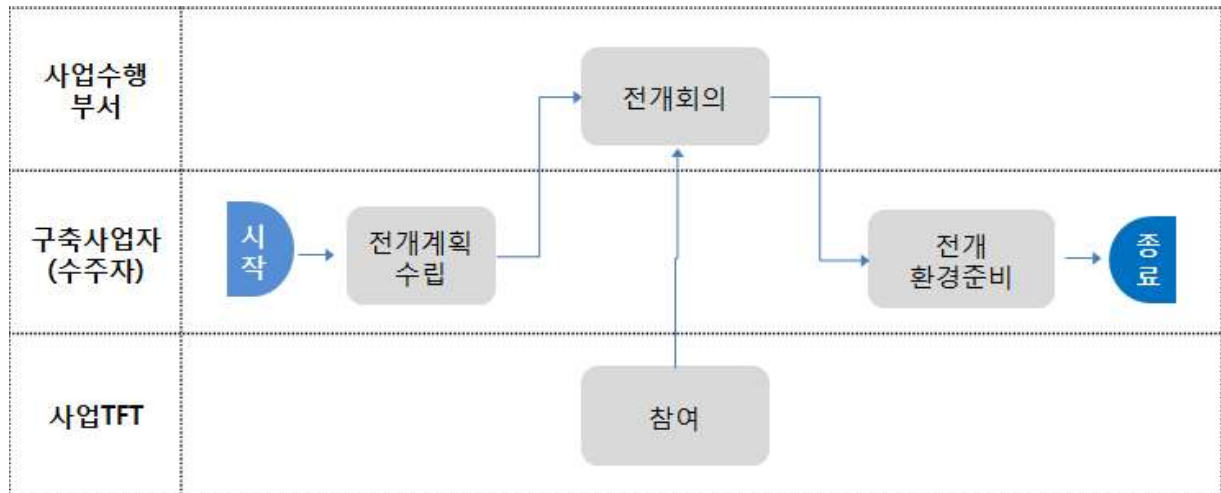 사업수행
부서
전개회의
구축사업자
(수주자)
시
작
전개계획
수립
전개
환경준비
종
료
사업TFT
참여